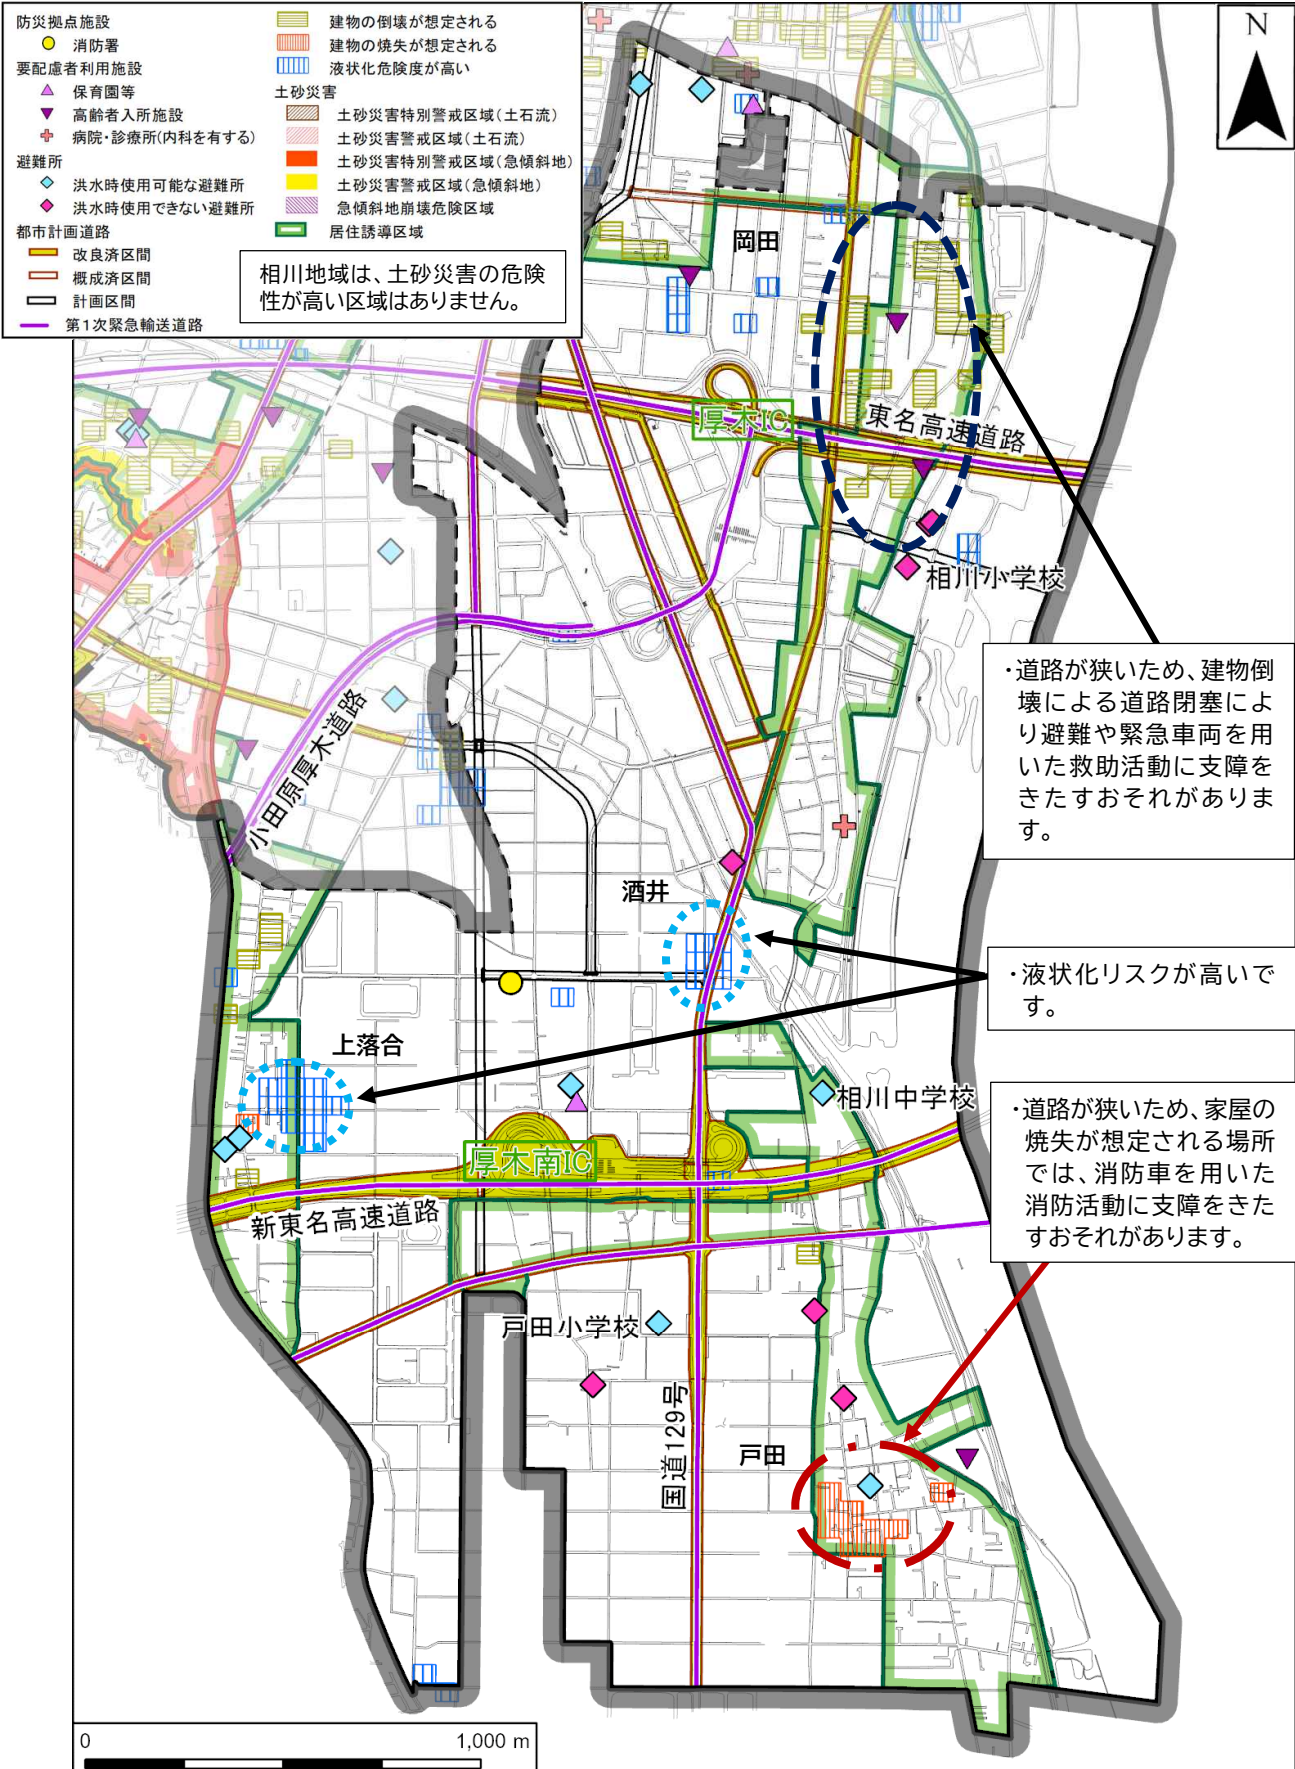 防災拠点施設
消防署
要配慮者利用施設
保育園等
高齢者入所施設
病院・診療所(内科を有する)
避難所
洪水時使用可能な避難所
洪水時使用できない避難所
都市計画道路
改良済区間
概成済区間
計画区間
第1次緊急輸送道路
建物の倒壊が想定される
建物の焼失が想定される
液状化危険度が高い
土砂災害
土砂災害特別警戒区域(土石流)
土砂災害警戒区域(土石流)
土砂災害特別警戒区域(急傾斜地)
土砂災害警戒区域(急傾斜地)
急傾斜地崩壊危険区域
居住誘導区域
相川地域は、土砂災害の危険
性が高い区域はありません。
N
岡田
厚木IC
東名高速道路
相川小学校
・道路が狭いため、建物倒
壊による道路閉塞によ
り避難や緊急車両を用
いた救助活動に支障を
きたすおそれがありま
す。
小田原厚木道路
酒井
・液状化リスクが高いで
す。
上落合
相川中学校
・道路が狭いため、家屋の
焼失が想定される場所
では、消防車を用いた
消防活動に支障をきた
すおそれがあります。
厚木南IC
新東名高速道路
戸田小学校
国道129号
戸田
0
1,000 m